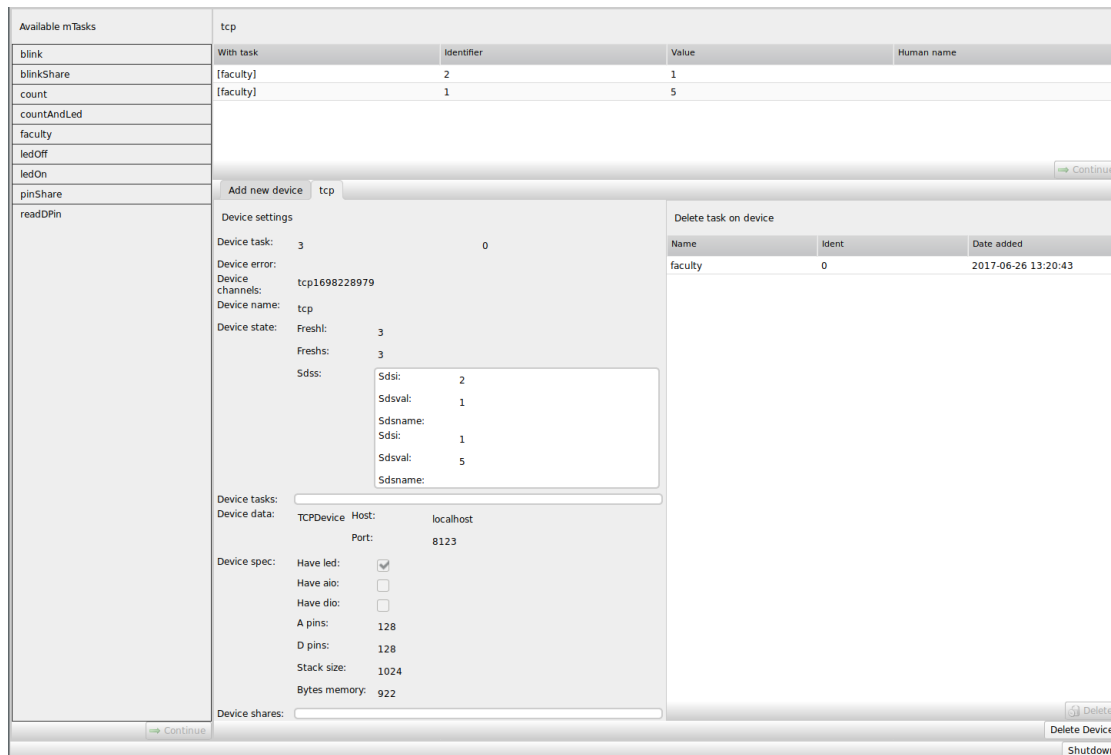 Available mTasks
blink
blinkShare
count
countAndLed
faculty
ledOff
ledOn
pinShare
readDPin
Continue
tcp
With task Identifier Value Human name
[faculty] 2 1
[faculty] 1 5
Continue
Add new device tcp
Device settings
Device task: 3 0
Device error:
Device channels: tcp1698228979
Device name: tcp
Device state: Freshl: 3
Freshs: 3
Sdss: Sdsi: 2
Sdsval: 1
Sdsname:
Sdsi: 1
Sdsval: 5
Sdsname:
Device tasks:
Device data: TCPDevice Host: localhost
Port: 8123
Device spec: Have led:
Have aio:
Have dio:
A pins: 128
D pins: 128
Stack size: 1024
Bytes memory: 922
Device shares:
Delete task on device
Name Ident Date added
faculty 0 2017-06-26 13:20:43
Delete
Delete Device
Shutdown